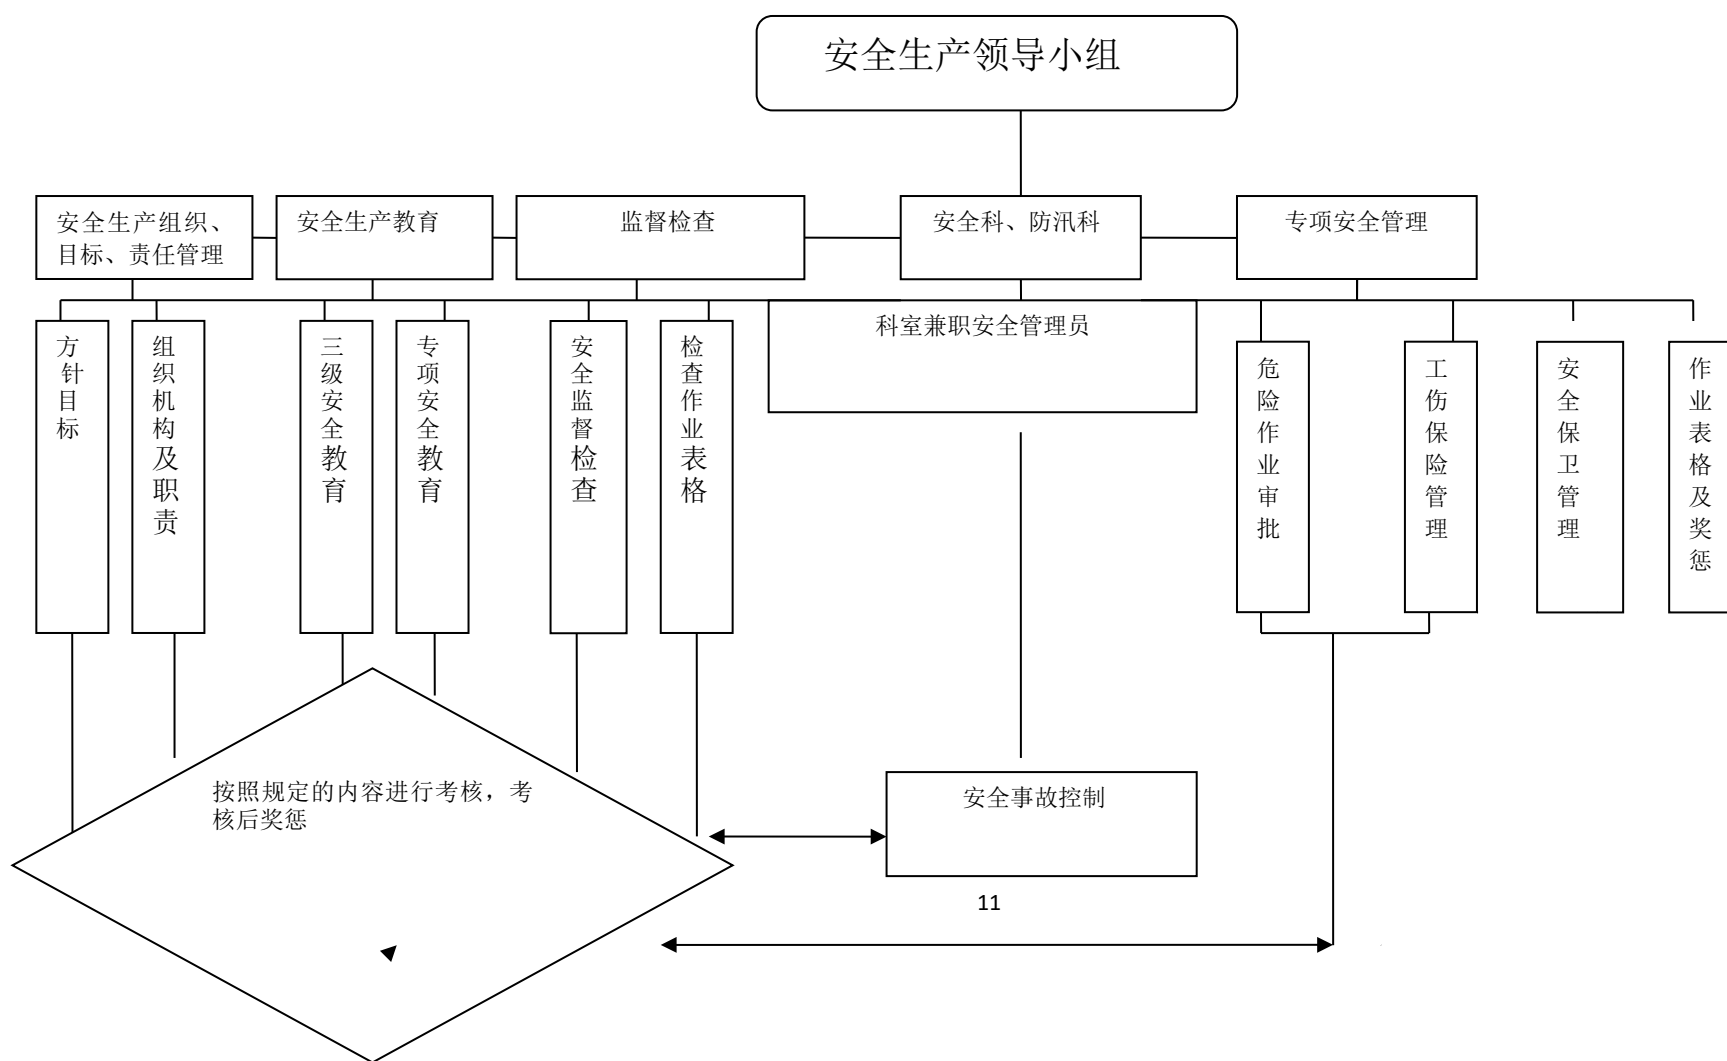 安全生产领导小组
安全生产组织、
目标、责任管理
安全生产教育
监督检查
安全科、防汛科
专项安全管理
科室兼职安全管理员
方针目标
组织机构及职责
三级安全教育
专项安全教育
安全监督检查
检查作业表格
危险作业审批
工伤保险管理
安全保卫管理
作业表格及奖惩
按照规定的内容进行考核，考
核后奖惩
安全事故控制
11